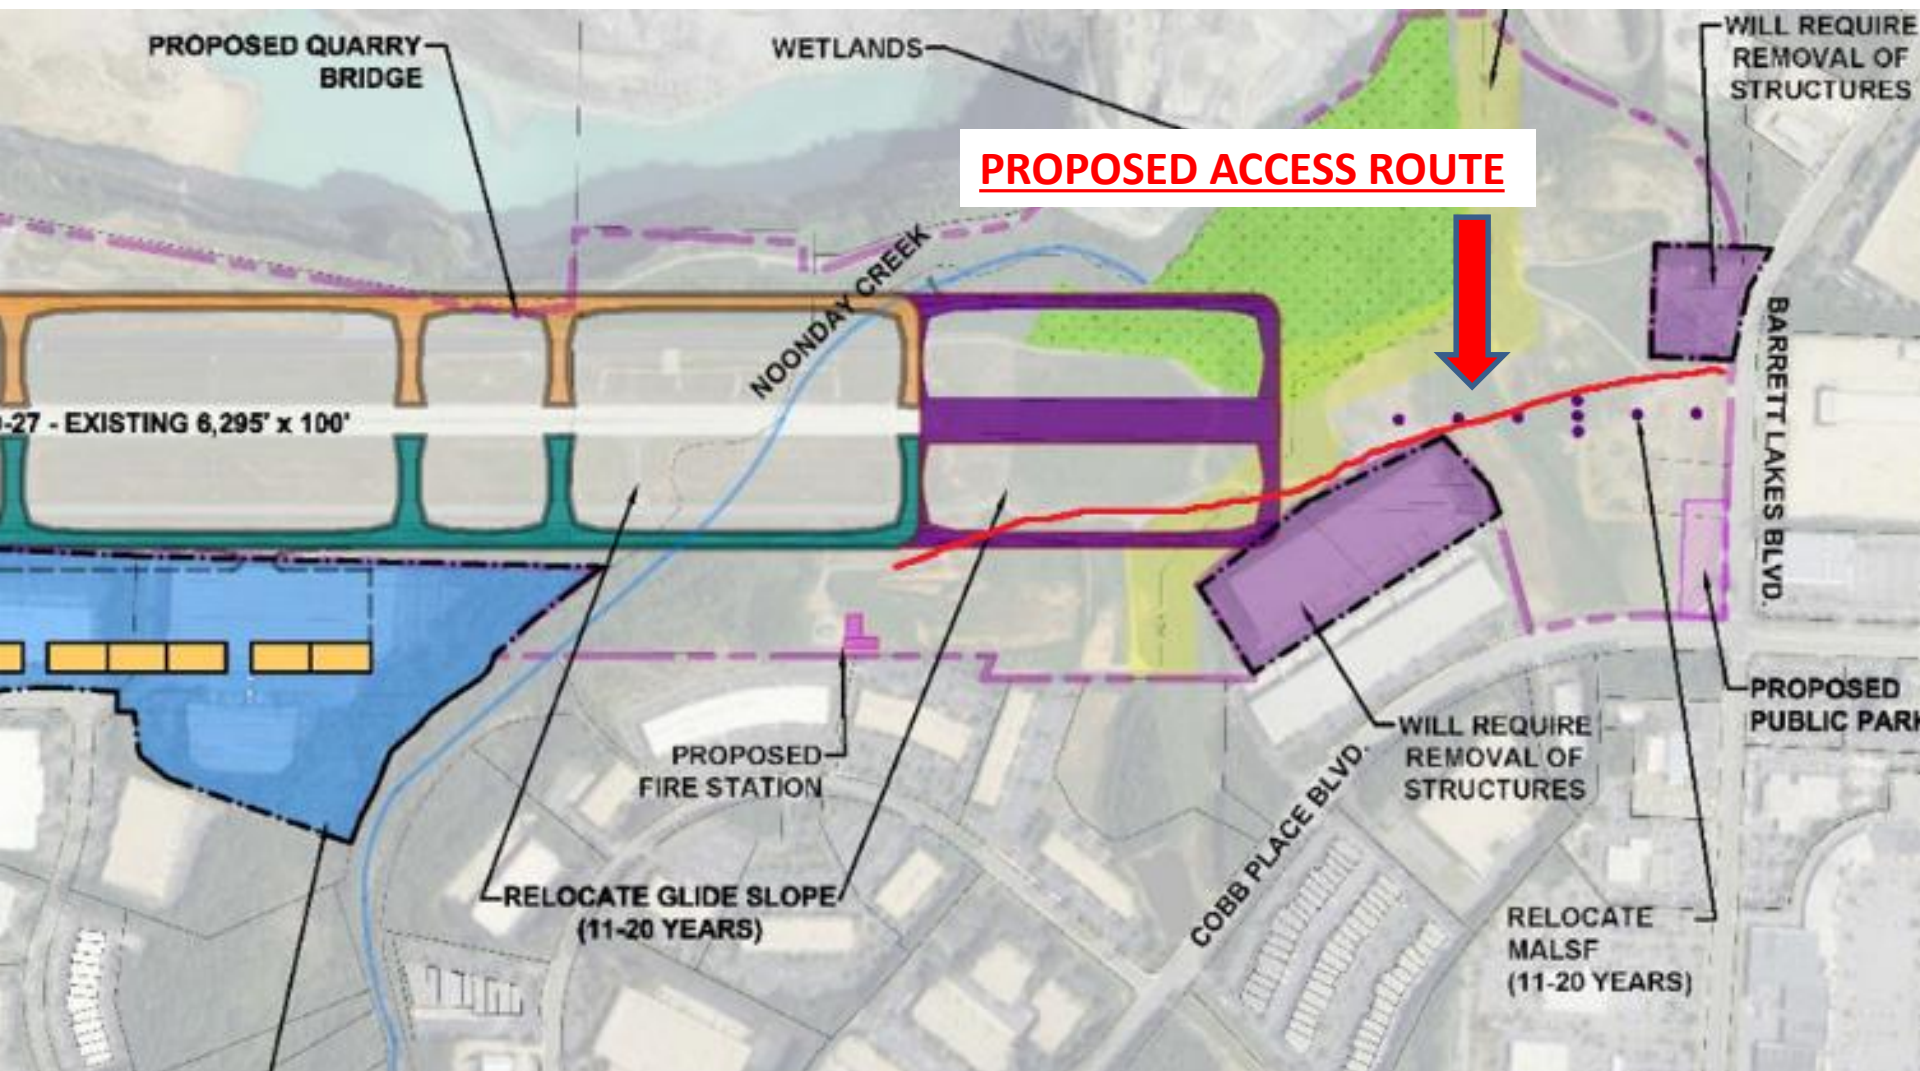 PROPOSED QUARRY
BRIDGE
WETLANDS
WILL REQUIRE
REMOVAL OF
STRUCTURES
PROPOSED ACCESS ROUTE
NOONDAY CREEK
-27 - EXISTING 6,295' x 100'
BARRETT LAKES BLVD.
PROPOSED
FIRE STATION
RELOCATE GLIDE SLOPE
(11-20 YEARS)
COBB PLACE BLVD.
WILL REQUIRE
REMOVAL OF
STRUCTURES
PROPOSED
PUBLIC PARK
RELOCATE
MALSF
(11-20 YEARS)